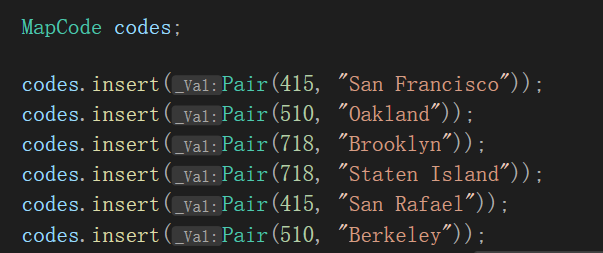 MapCode codes;
codes.insert(_Val:Pair(415, "San Francisco"));
codes.insert(_Val:Pair(510, "Oakland"));
codes.insert(_Val:Pair(718, "Brooklyn"));
codes.insert(_Val:Pair(718, "Staten Island"));
codes.insert(_Val:Pair(415, "San Rafael"));
codes.insert(_Val:Pair(510, "Berkeley"));